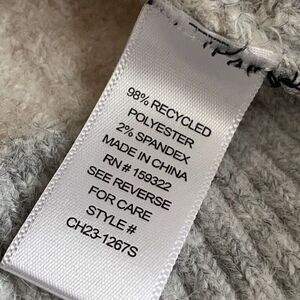 98% RECYCLED
POLYESTER
2% SPANDEX
MADE IN CHINA
RN # 159322
SEE REVERSE
FOR CARE
STYLE #
CH23-1267S